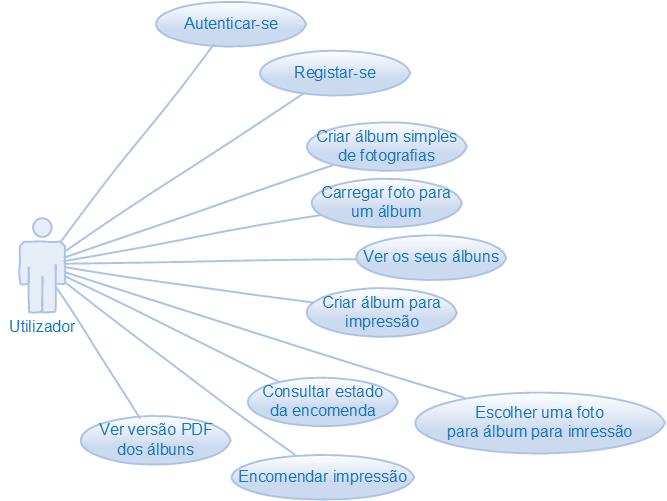 Autenticar-se
Registar-se
Criar álbum simples
de fotografias
Carregar foto para
um álbum
Ver os seus álbuns
Criar álbum para
impressão
Utilizador
Consultar estado
da encomenda
Escolher uma foto
para álbum para imressão
Ver versão PDF
dos álbuns
Encomendar impressão